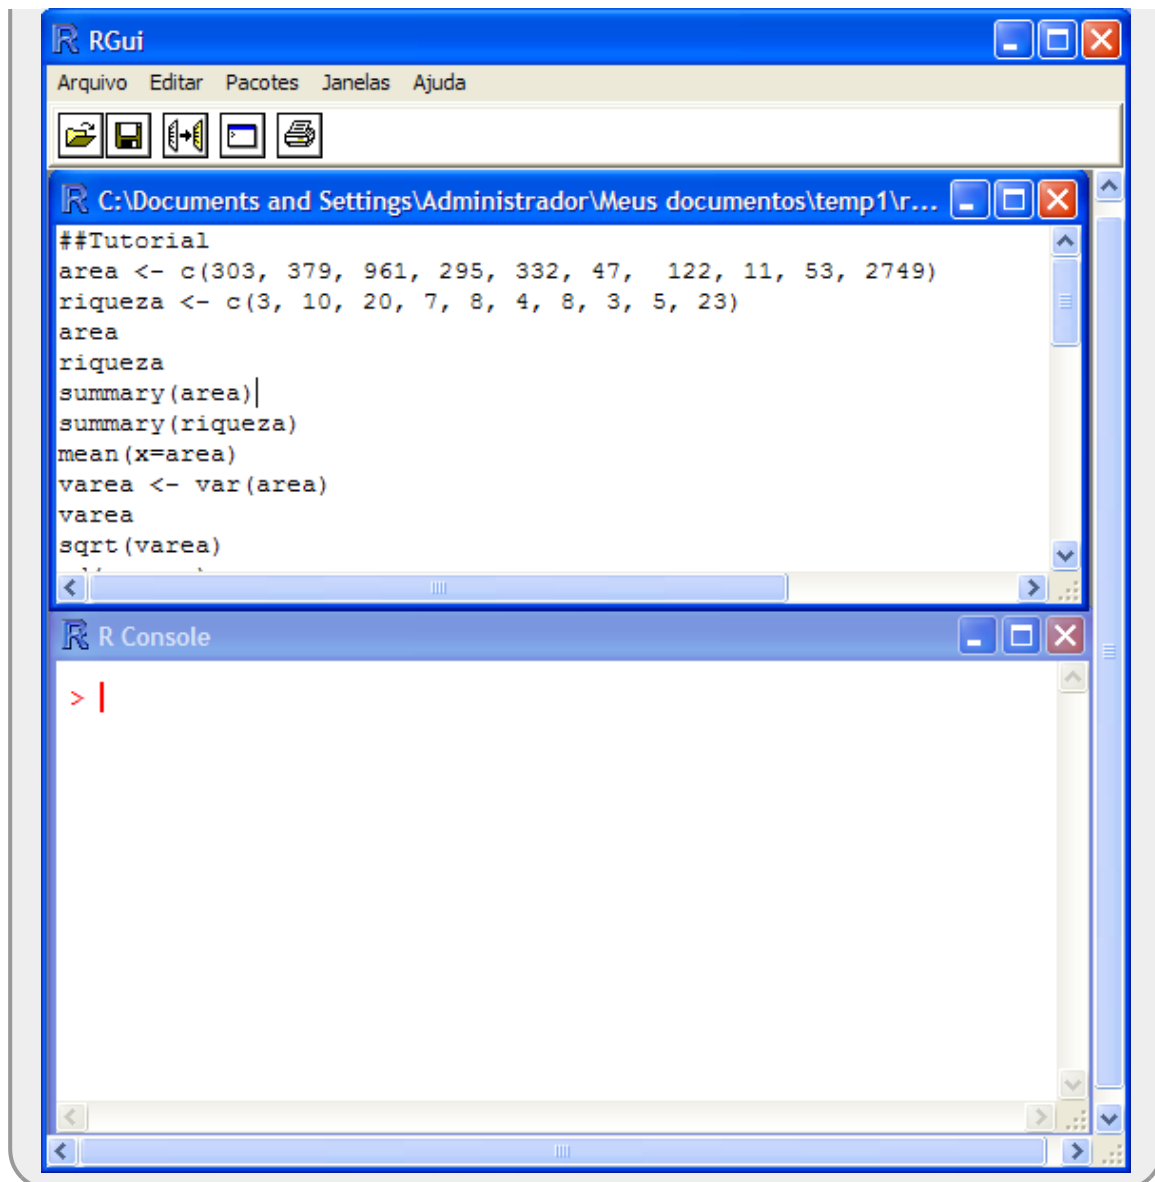 RGui
Arquivo Editar Pacotes Janelas Ajuda
C:\Documents and Settings\Administrador\Meus documentos\temp1\r...
##Tutorial
area <- c(303, 379, 961, 295, 332, 47,  122, 11, 53, 2749)
riqueza <- c(3, 10, 20, 7, 8, 4, 8, 3, 5, 23)
area
riqueza
summary(area)
summary(riqueza)
mean(x=area)
varea <- var(area)
varea
sqrt(varea)
R Console
>